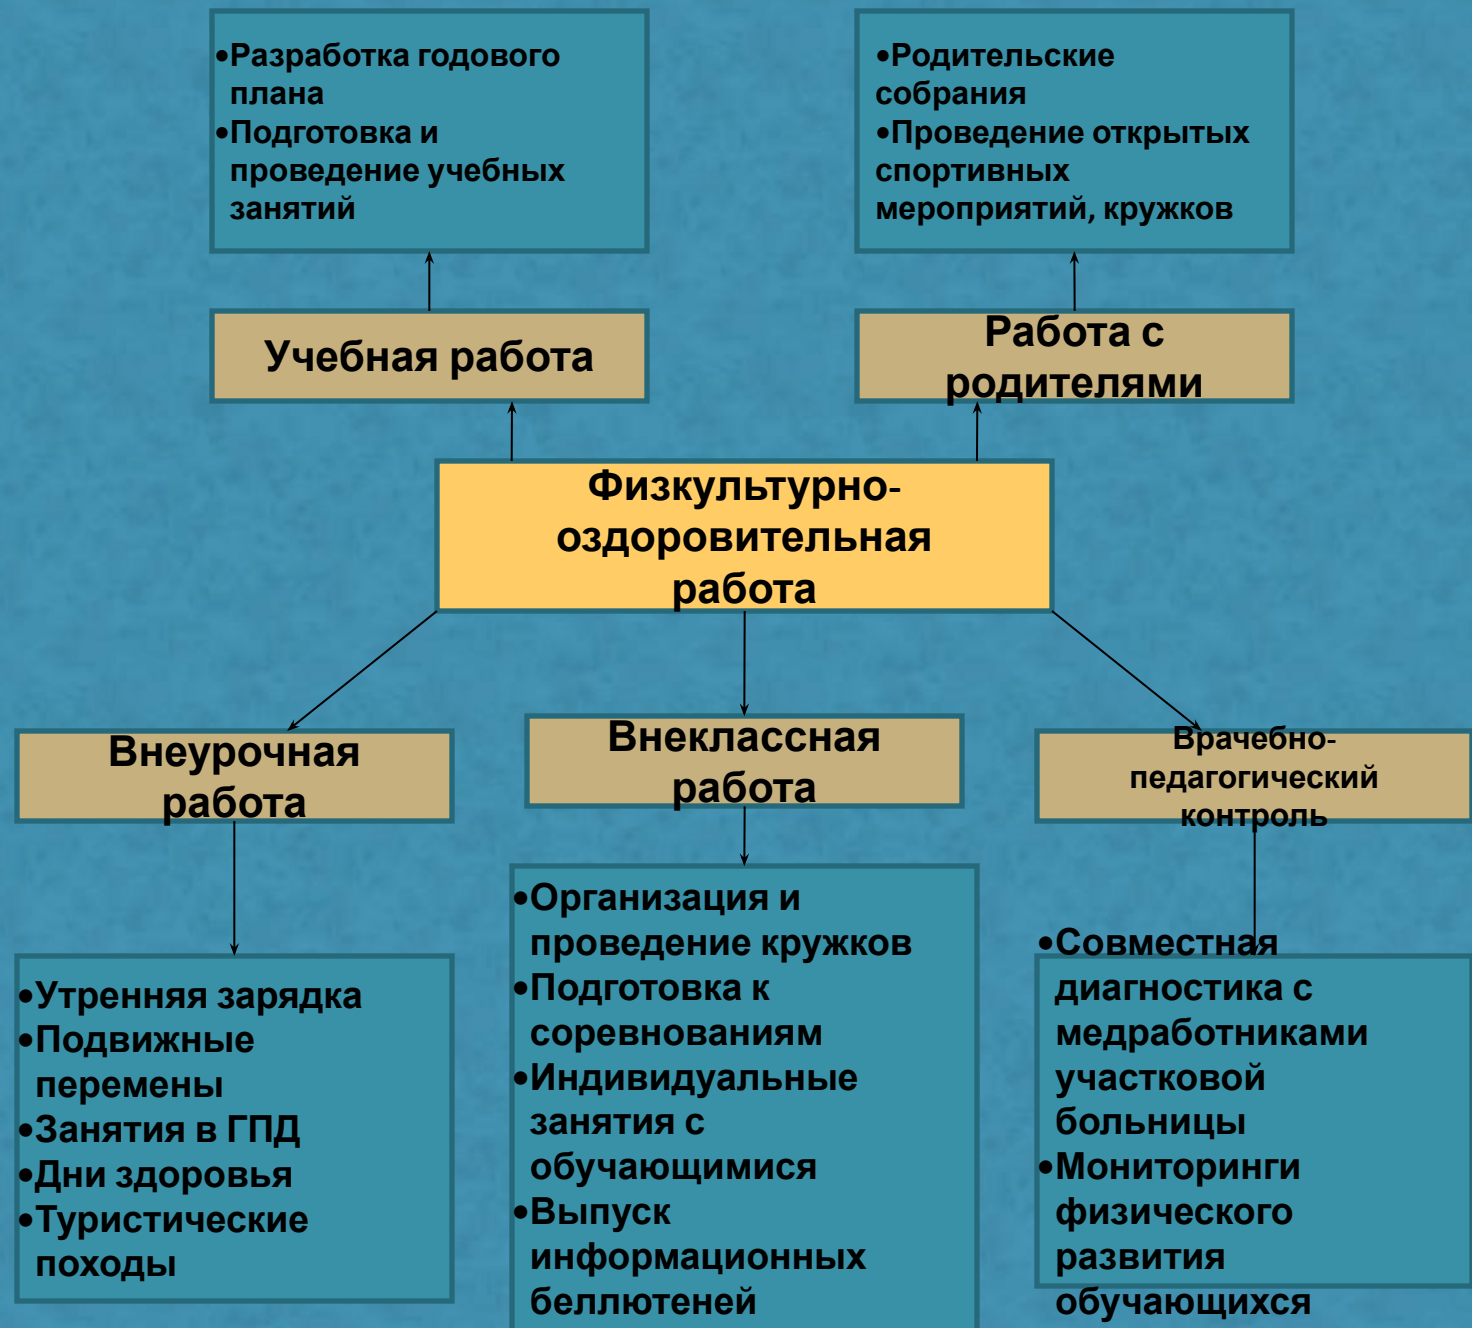 •Разработка годового
плана
•Подготовка и
проведение учебных
занятий
•Родительские
собрания
•Проведение открытых
спортивных
мероприятий, кружков
Учебная работа
Работа с
родителями
Физкультурно-
оздоровительная
работа
Внеурочная
работа
Внеклассная
работа
Врачебно-
педагогический
контроль
•Утренняя зарядка
•Подвижные
перемены
•Занятия в ГПД
•Дни здоровья
•Туристические
походы
•Организация и
проведение кружков
•Подготовка к
соревнованиям
•Индивидуальные
занятия с
обучающимися
•Выпуск
информационных
беллютеней
•Совместная
диагностика с
медработниками
участковой
больницы
•Мониторинги
физического
развития
обучающихся